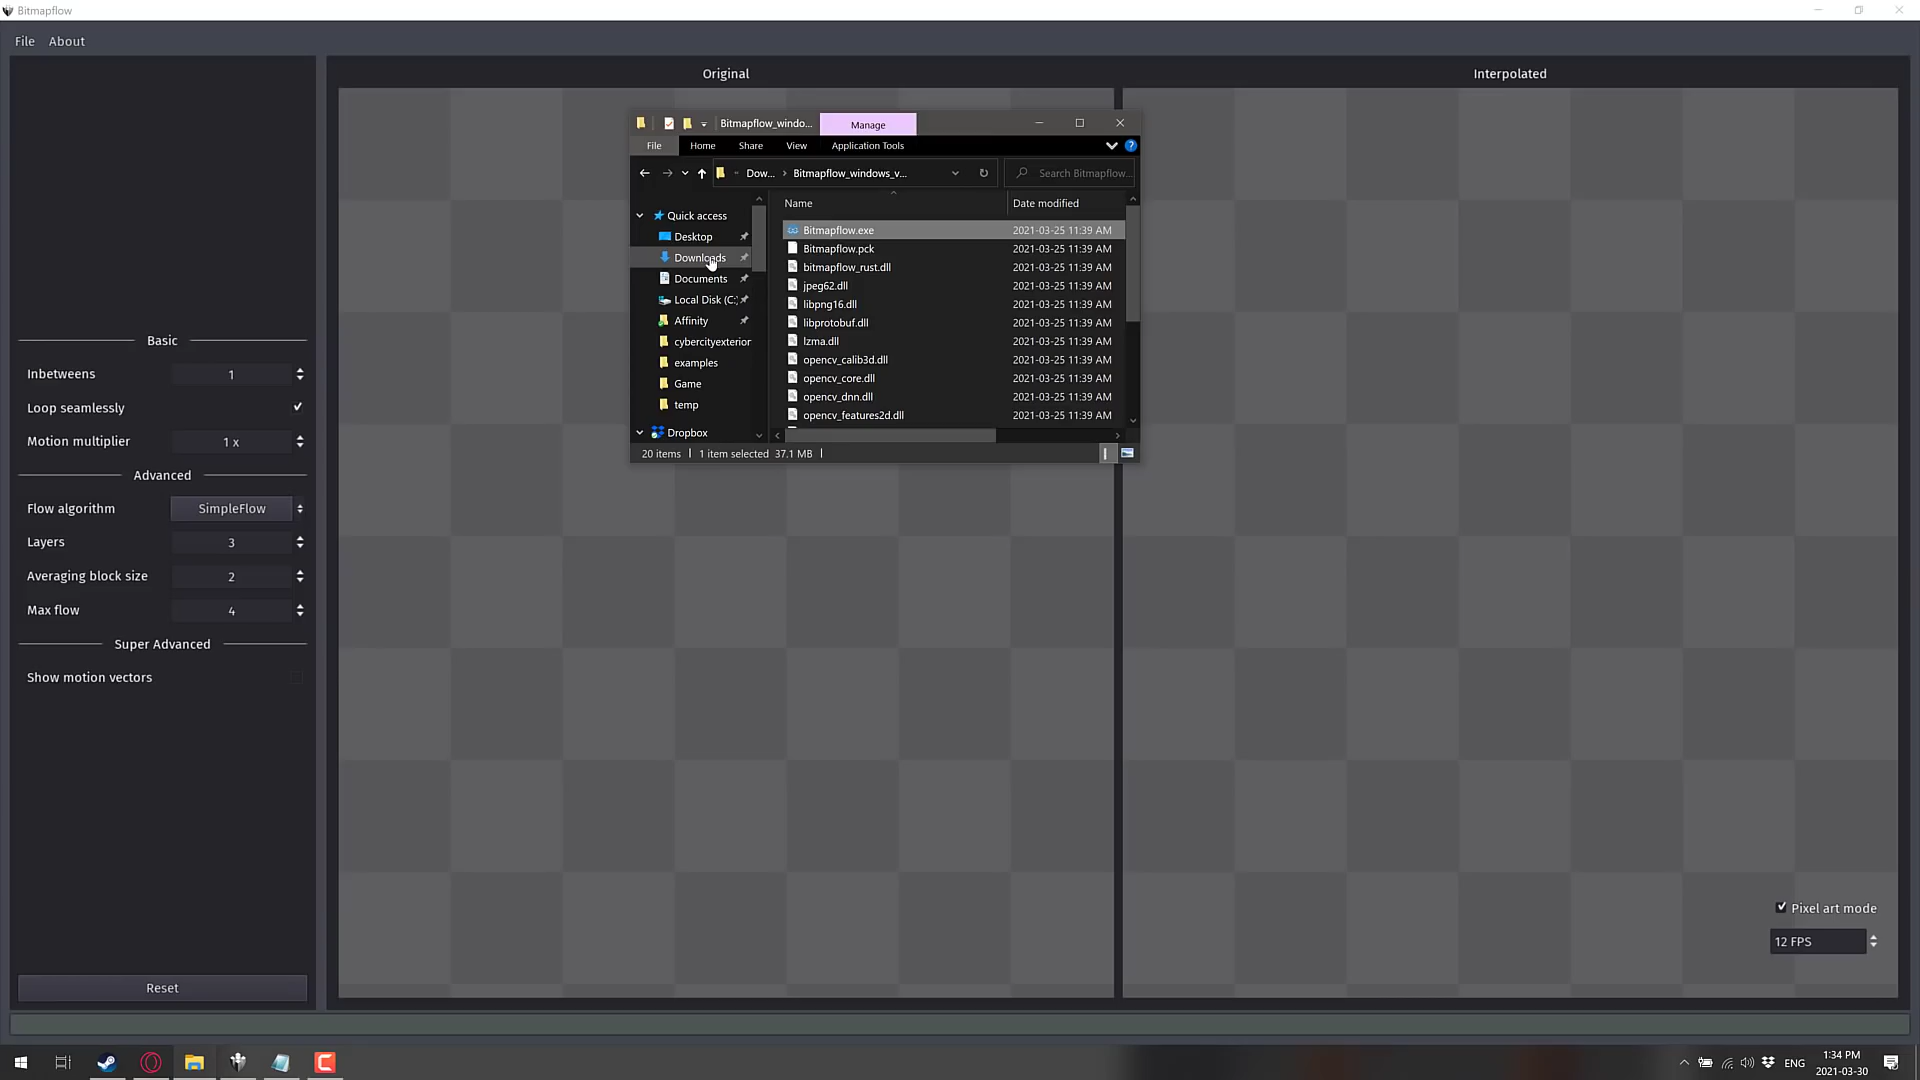 Bitmapflow
File About
Original
Interpolated
Bitmapflow_windo...
Manage
File Home Share View Application Tools
Dow... Bitmapflow_windows_v...
Search Bitmapflow...
Name Date modified
Quick access
Desktop
Downloads
Documents
Local Disk (C:)
Affinity
cybercityexterior
examples
Game
temp
Dropbox
Bitmapflow.exe 2021-03-25 11:39 AM
Bitmapflow.pck 2021-03-25 11:39 AM
bitmapflow_rust.dll 2021-03-25 11:39 AM
jpeg62.dll 2021-03-25 11:39 AM
libpng16.dll 2021-03-25 11:39 AM
libprotobuf.dll 2021-03-25 11:39 AM
lzma.dll 2021-03-25 11:39 AM
opencv_calib3d.dll 2021-03-25 11:39 AM
opencv_core.dll 2021-03-25 11:39 AM
opencv_dnn.dll 2021-03-25 11:39 AM
opencv_features2d.dll 2021-03-25 11:39 AM
20 items 1 item selected 37.1 MB
Basic
Inbetweens 1
Loop seamlessly
Motion multiplier 1 x
Advanced
Flow algorithm SimpleFlow
Layers 3
Averaging block size 2
Max flow 4
Super Advanced
Show motion vectors
Reset
Pixel art mode
12 FPS
ENG
1:34 PM
2021-03-30